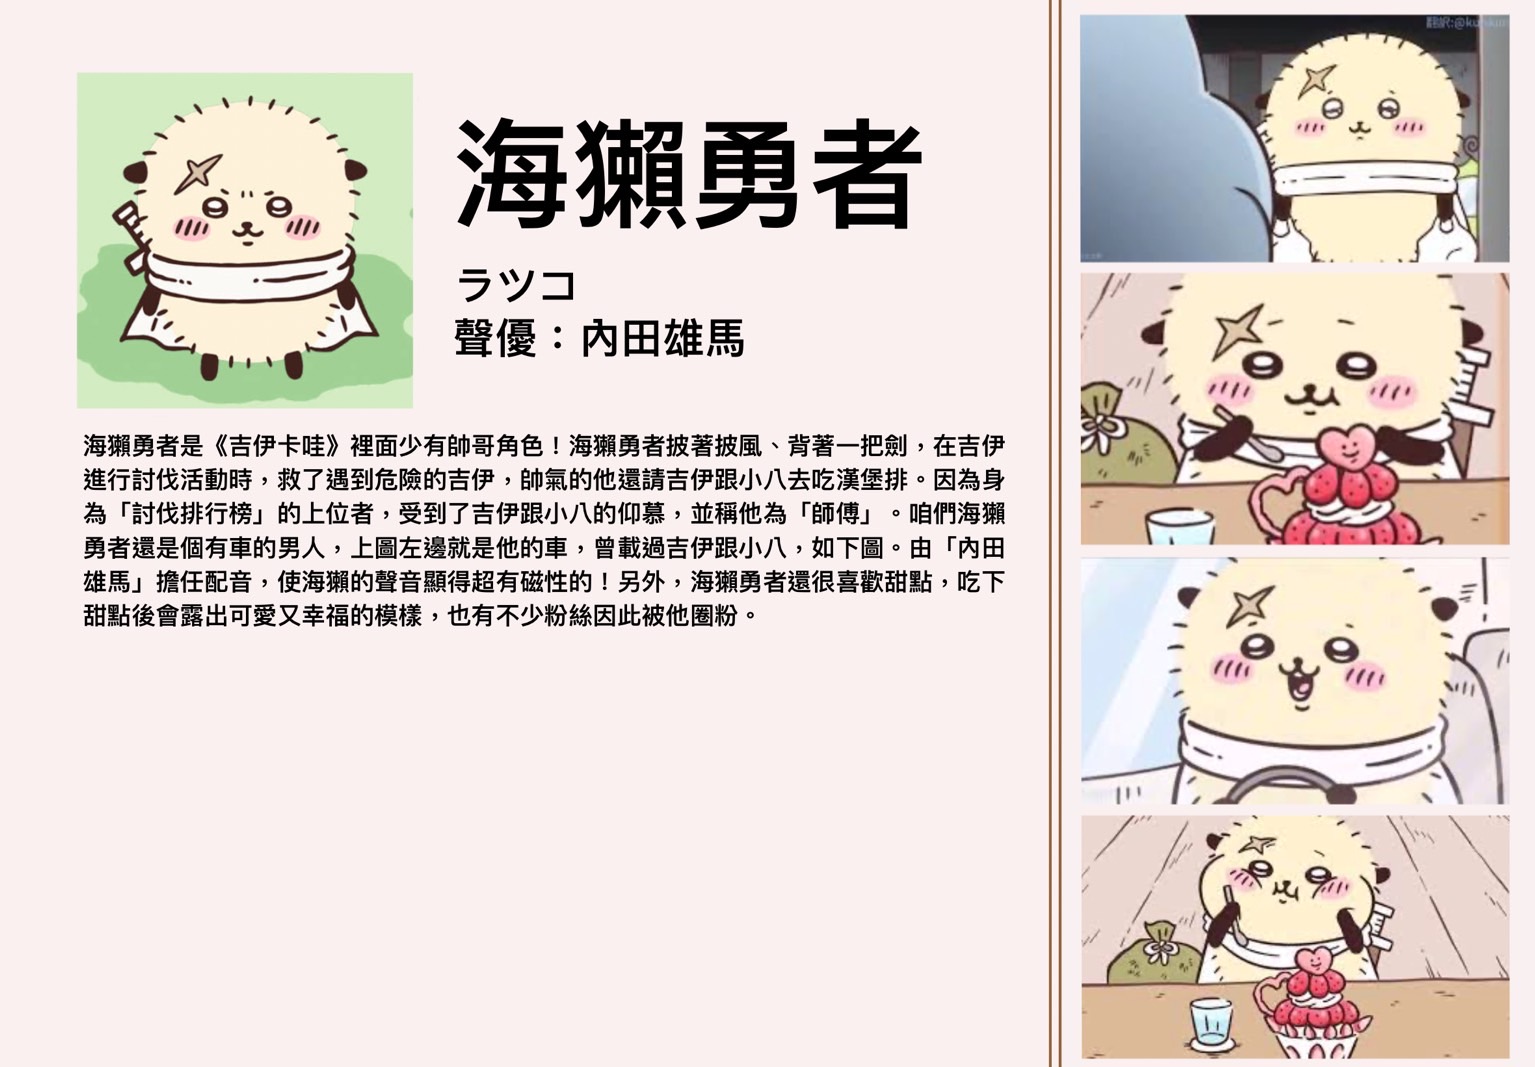 海獺勇者
ラツコ
聲優：內田雄馬
海獺勇者是《吉伊卡哇》裡面少有帥哥角色！海獺勇者披著披風、背著一把劍，在吉伊
進行討伐活動時，救了遇到危險的吉伊，帥氣的他還請吉伊跟小八去吃漢堡排。因為身
為「討伐排行榜」的上位者，受到了吉伊跟小八的仰慕，並稱他為「師傅」。咱們海獺
勇者還是個有車的男人，上圖左邊就是他的車，曾載過吉伊跟小八，如下圖。由「內田
雄馬」擔任配音，使海獺的聲音顯得超有磁性的！另外，海獺勇者還很喜歡甜點，吃下
甜點後會露出可愛又幸福的模樣，也有不少粉絲因此被他圈粉。